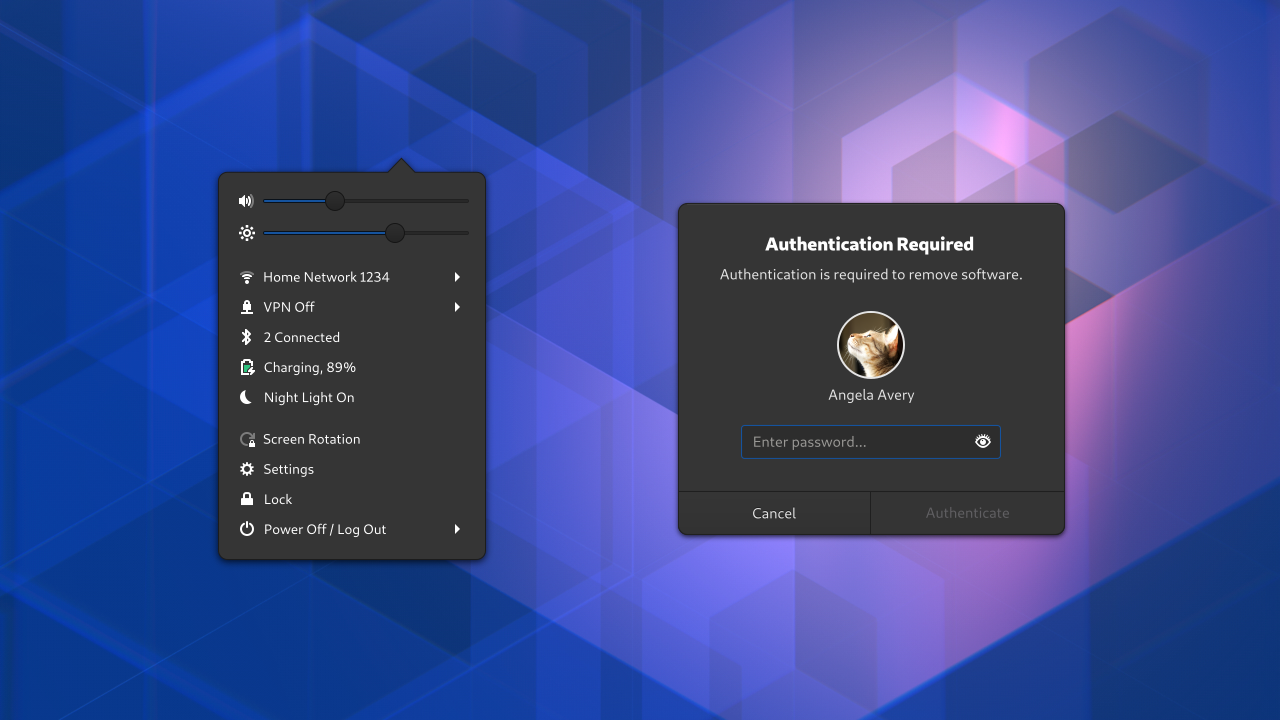 Home Network 1234
VPN Off
2 Connected
Charging, 89%
Night Light On
Screen Rotation
Settings
Lock
Power Off / Log Out
Authentication Required
Authentication is required to remove software.
Angela Avery
Enter password...
Cancel
Authenticate